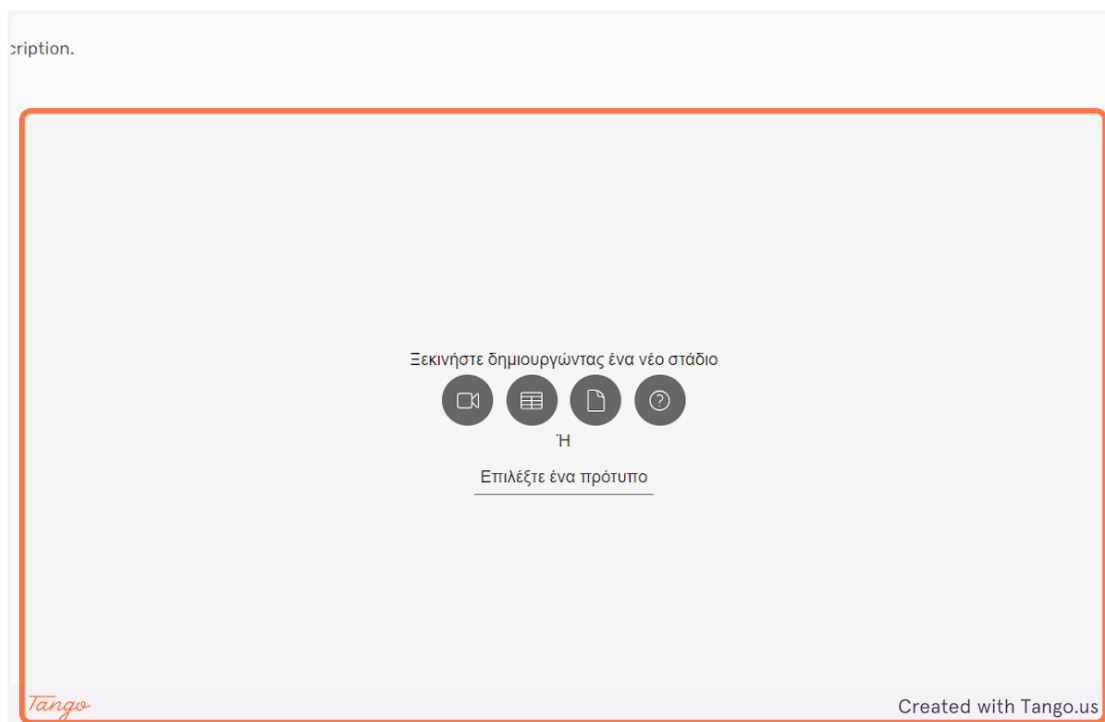 cription.
Ξεκινήστε δημιουργώντας ένα νέο στάδιο
Ή
Επιλέξτε ένα πρότυπο
Tango
Created with Tango.us